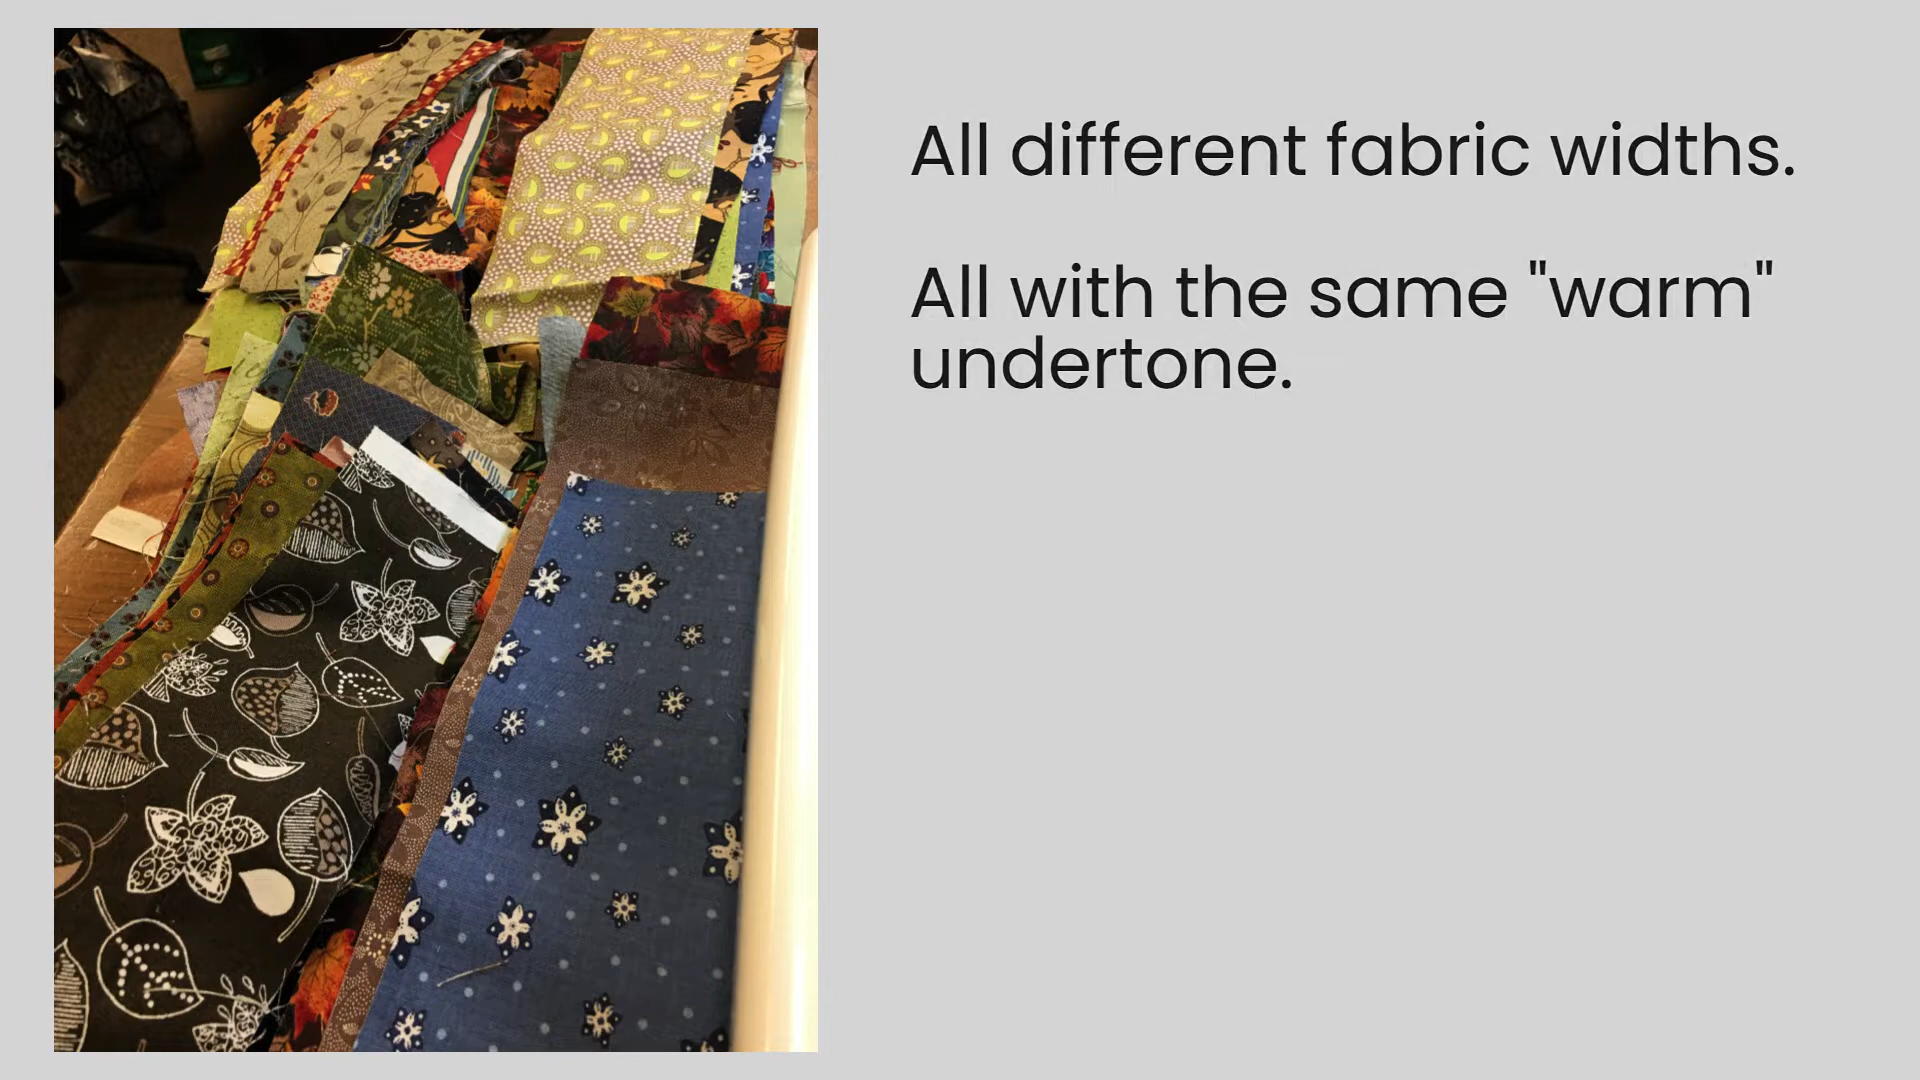 All different fabric widths.
All with the same "warm"
undertone.